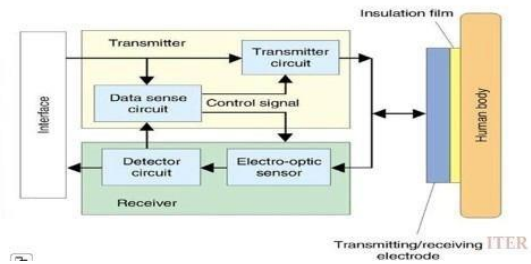 Insulation film
Transmitter
Transmitter
circuit
Data sense
circuit
Control signal
Interface
Human body
Detector
circuit
Electro-optic
sensor
Receiver
Transmitting/receiving
electrode
ITER